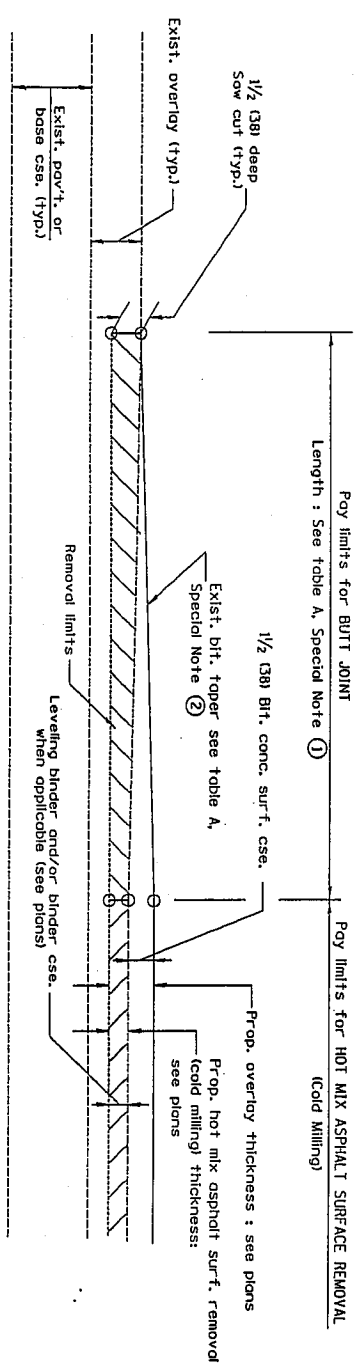 Pay limits for BUTT JOINT
Length : See table A, Special Note ①
Pay limits for HOT MIX ASPHALT SURFACE REMOVAL
(Cold Milling)
1½ (38) deep
Saw cut (typ.)
Exist. overlay (typ.)
Exist. pav't. or
base cse. (typ.)
Exist. bit. taper see table A,
Special Note ②
1½ (38) Bit. conc. surf. cse.
Removal limits
Leveling binder and/or binder cse.
when applicable (see plans)
Prop. overlay thickness : see plans
Prop. hot mix asphalt surf. removal
(cold milling) thickness:
see plans